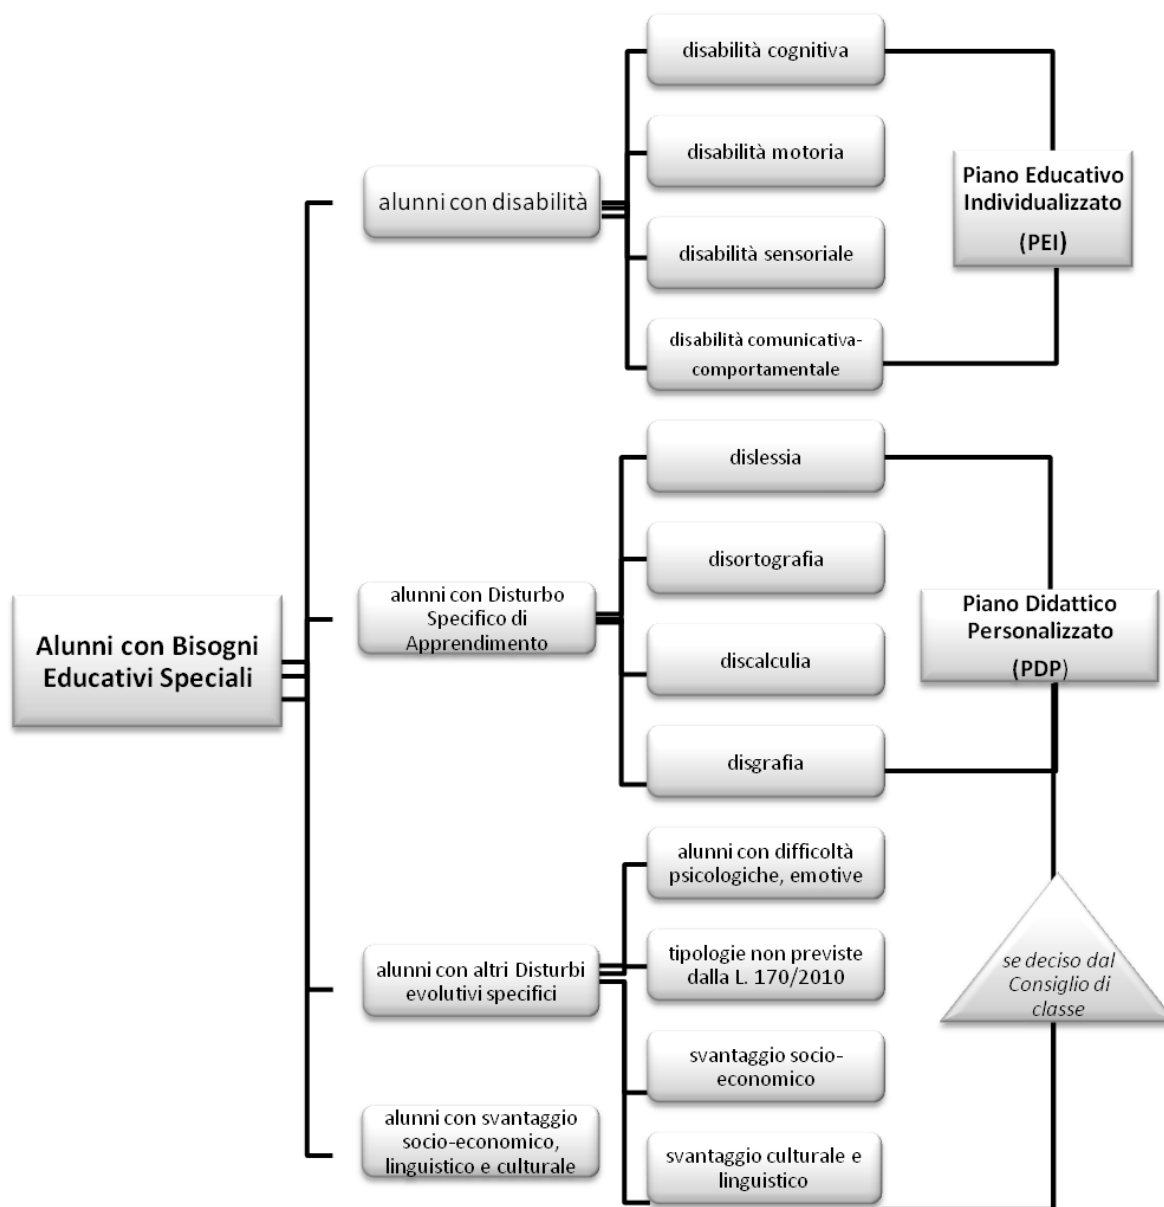 Alunni con Bisogni
Educativi Speciali
alunni con disabilità
disabilità cognitiva
disabilità motoria
disabilità sensoriale
disabilità comunicativa-
comportamentale
Piano Educativo
Individualizzato
(PEI)
alunni con Disturbo
Specifico di
Apprendimento
dislessia
disortografia
discalculia
disgrafia
Piano Didattico
Personalizzato
(PDP)
alunni con altri Disturbi
evolutivi specifici
alunni con difficoltà
psicologiche, emotive
tipologie non previste
dalla L. 170/2010
svantaggio socio-
economico
svantaggio culturale e
linguistico
se deciso dal
Consiglio di
classe
alunni con svantaggio
socio-economico,
linguistico e culturale